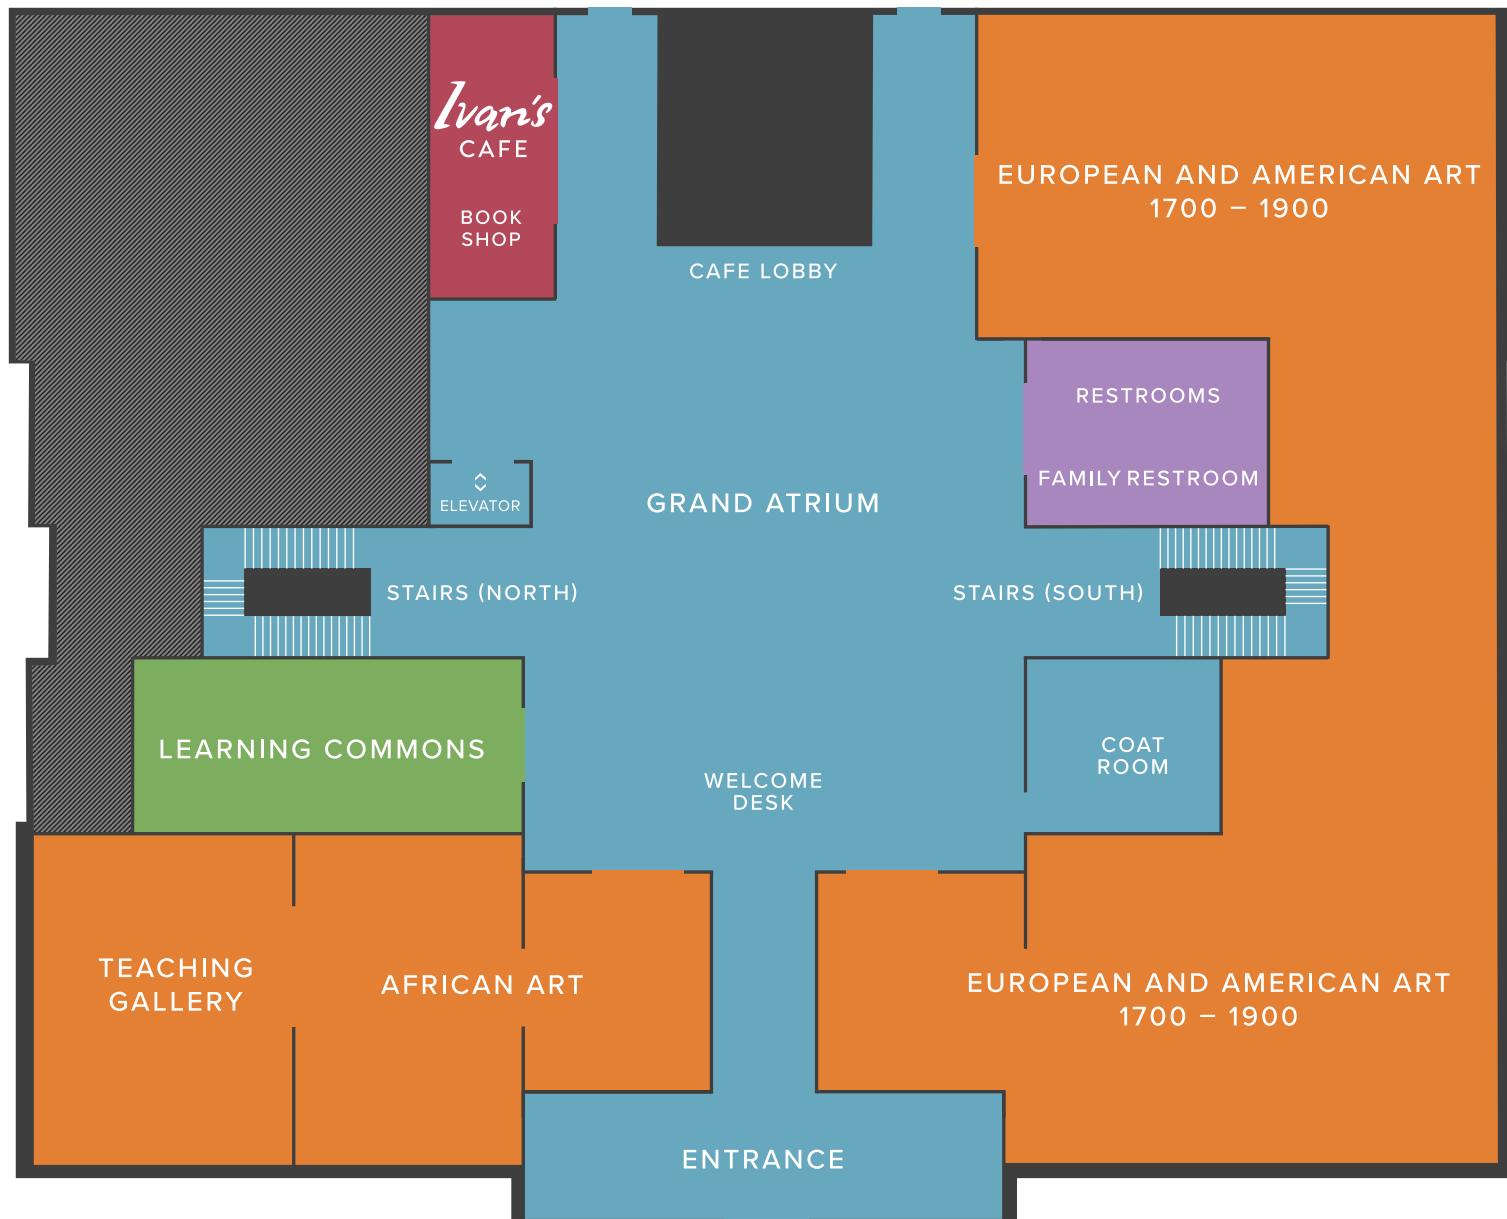 Ivan's
CAFE
BOOK
SHOP
EUROPEAN AND AMERICAN ART
1700 – 1900
CAFE LOBBY
RESTROOMS
FAMILY RESTROOM
ELEVATOR
GRAND ATRIUM
STAIRS (NORTH)
STAIRS (SOUTH)
LEARNING COMMONS
COAT
ROOM
WELCOME
DESK
TEACHING
GALLERY
AFRICAN ART
EUROPEAN AND AMERICAN ART
1700 – 1900
ENTRANCE